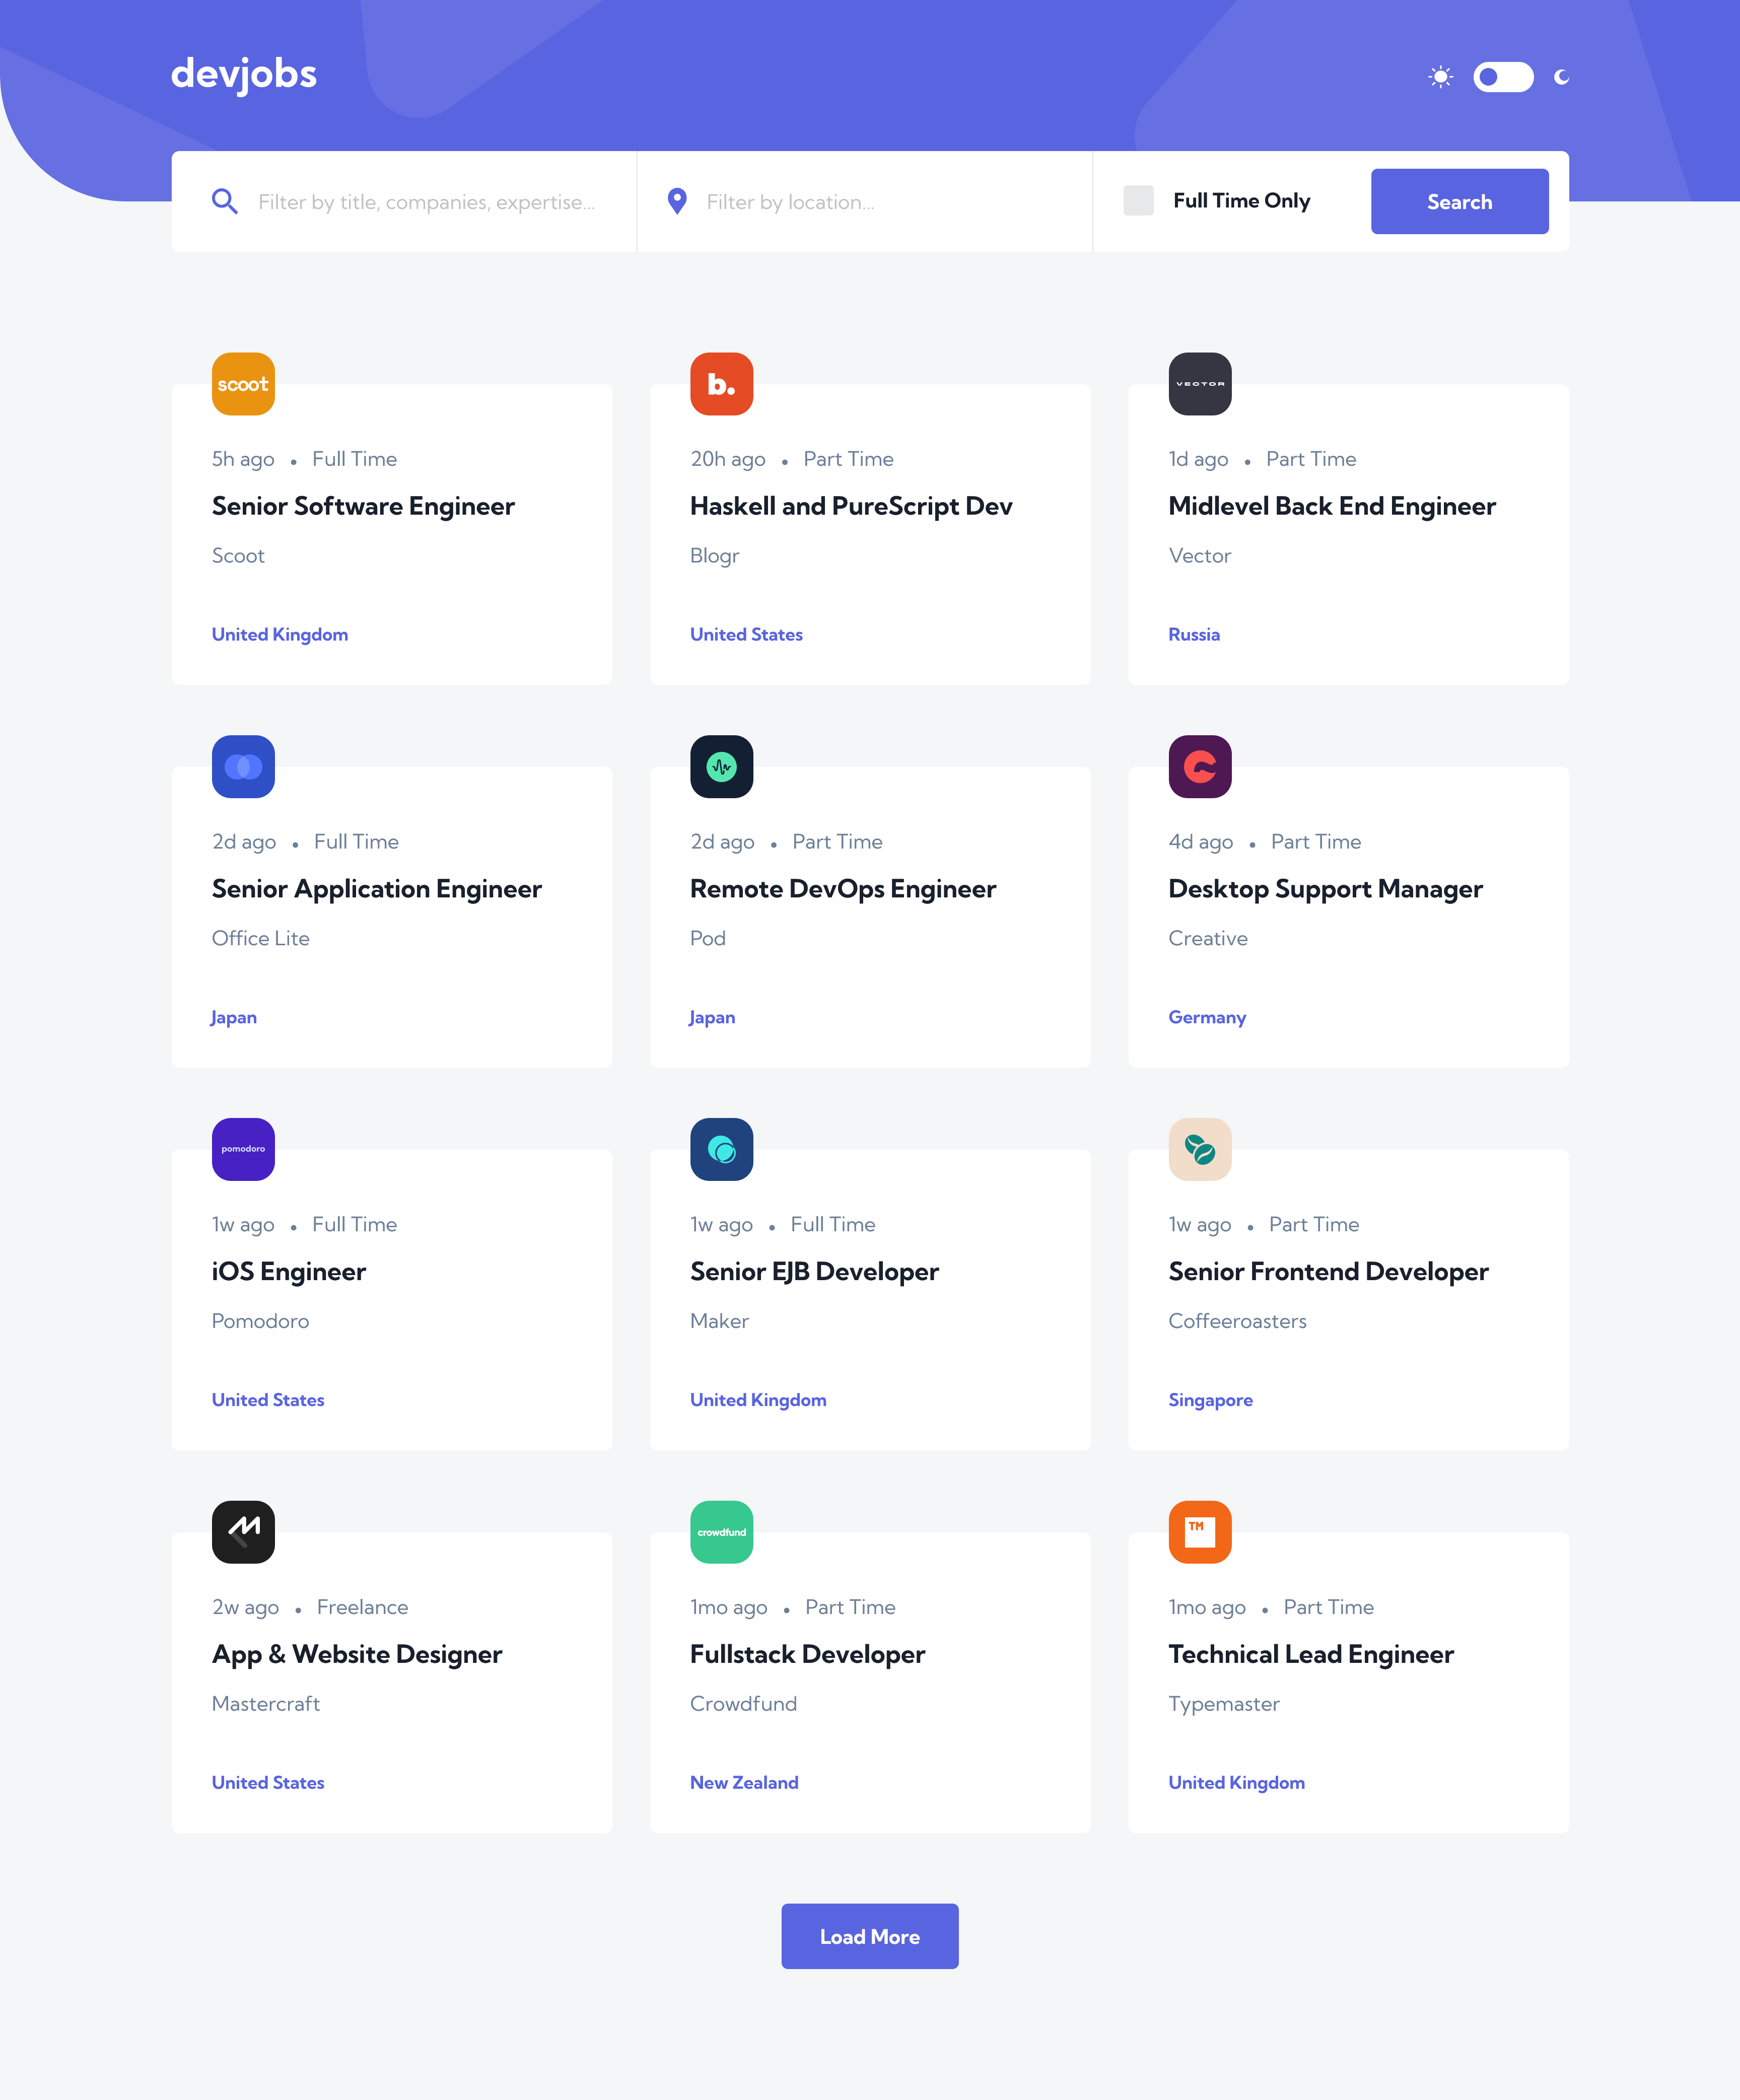 devjobs
Filter by title, companies, expertise...
Filter by location...
Full Time Only
Search
scoot
5h ago • Full Time
Senior Software Engineer
Scoot
United Kingdom
b.
20h ago • Part Time
Haskell and PureScript Dev
Blogr
United States
VECTOR
1d ago • Part Time
Midlevel Back End Engineer
Vector
Russia
2d ago • Full Time
Senior Application Engineer
Office Lite
Japan
2d ago • Part Time
Remote DevOps Engineer
Pod
Japan
4d ago • Part Time
Desktop Support Manager
Creative
Germany
pomodoro
1w ago • Full Time
iOS Engineer
Pomodoro
United States
1w ago • Full Time
Senior EJB Developer
Maker
United Kingdom
1w ago • Part Time
Senior Frontend Developer
Coffeeroasters
Singapore
2w ago • Freelance
App & Website Designer
Mastercraft
United States
crowdfund
1mo ago • Part Time
Fullstack Developer
Crowdfund
New Zealand
TM
1mo ago • Part Time
Technical Lead Engineer
Typemaster
United Kingdom
Load More